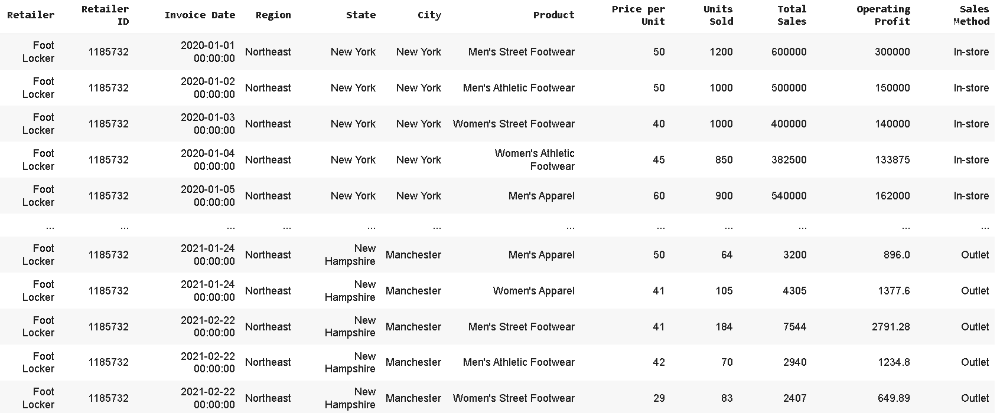 Retailer Retailer ID Invoice Date Region State City Product Price per Unit Units Sold Total Sales Operating Profit Sales Method
Foot Locker 1185732 2020-01-01 00:00:00 Northeast New York New York Men's Street Footwear 50 1200 600000 300000 In-store
Foot Locker 1185732 2020-01-02 00:00:00 Northeast New York New York Men's Athletic Footwear 50 1000 500000 150000 In-store
Foot Locker 1185732 2020-01-03 00:00:00 Northeast New York New York Women's Street Footwear 40 1000 400000 140000 In-store
Foot Locker 1185732 2020-01-04 00:00:00 Northeast New York New York Women's Athletic Footwear 45 850 382500 133875 In-store
Foot Locker 1185732 2020-01-05 00:00:00 Northeast New York New York Men's Apparel 60 900 540000 162000 In-store
... ... ... ... ... ... ... ... ... ... ... ...
Foot Locker 1185732 2021-01-24 00:00:00 Northeast New Hampshire Manchester Men's Apparel 50 64 3200 896.0 Outlet
Foot Locker 1185732 2021-01-24 00:00:00 Northeast New Hampshire Manchester Women's Apparel 41 105 4305 1377.6 Outlet
Foot Locker 1185732 2021-02-22 00:00:00 Northeast New Hampshire Manchester Men's Street Footwear 41 184 7544 2791.28 Outlet
Foot Locker 1185732 2021-02-22 00:00:00 Northeast New Hampshire Manchester Men's Athletic Footwear 42 70 2940 1234.8 Outlet
Foot Locker 1185732 2021-02-22 00:00:00 Northeast New Hampshire Manchester Women's Street Footwear 29 83 2407 649.89 Outlet